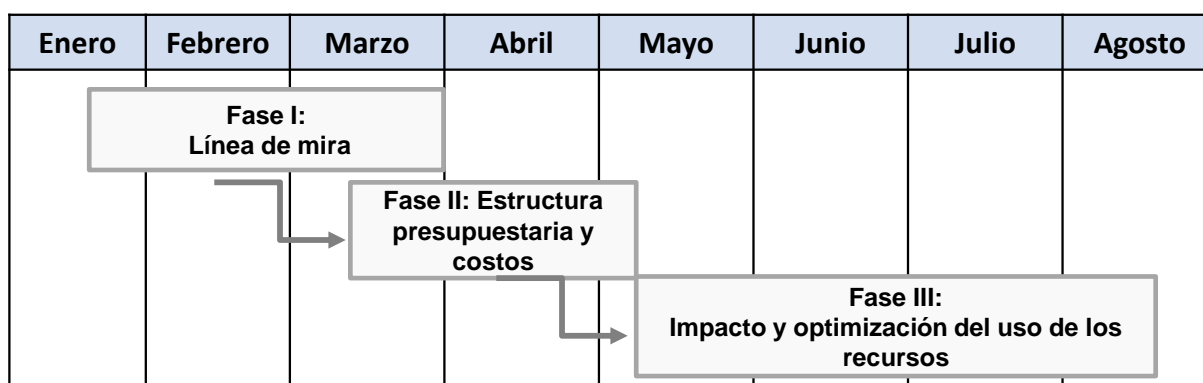 Enero Febrero Marzo Abril Mayo Junio Julio Agosto
Fase I:
Línea de mira
Fase II: Estructura
presupuestaria y
costos
Fase III:
Impacto y optimización del uso de los
recursos